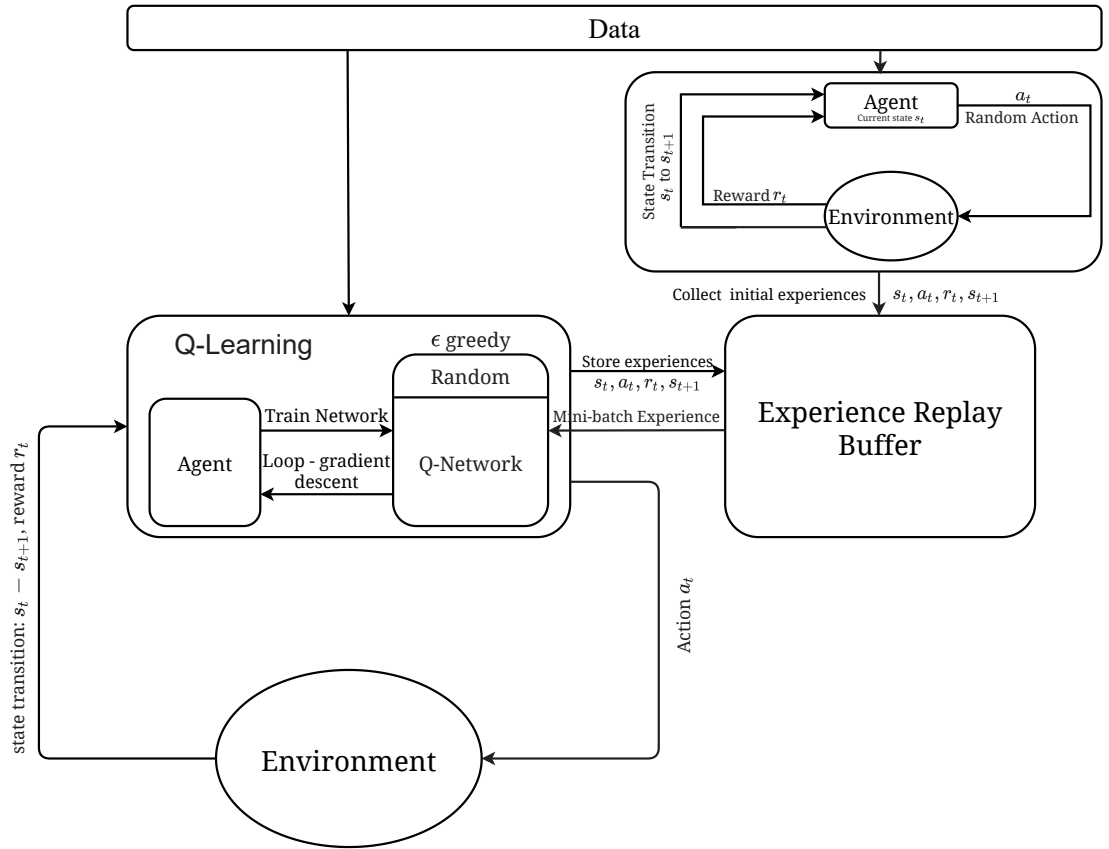 Data
Agent
Current state s_t
a_t
Random Action
State Transition
s_t to s_{t+1}
Reward r_t
Environment
Collect initial experiences
s_t, a_t, r_t, s_{t+1}
Q-Learning
ϵ greedy
Random
Q-Network
Agent
Train Network
Loop - gradient
descent
Store experiences
s_t, a_t, r_t, s_{t+1}
Mini-batch Experience
Experience Replay
Buffer
state transition: s_t − s_{t+1}, reward r_t
Action a_t
Environment